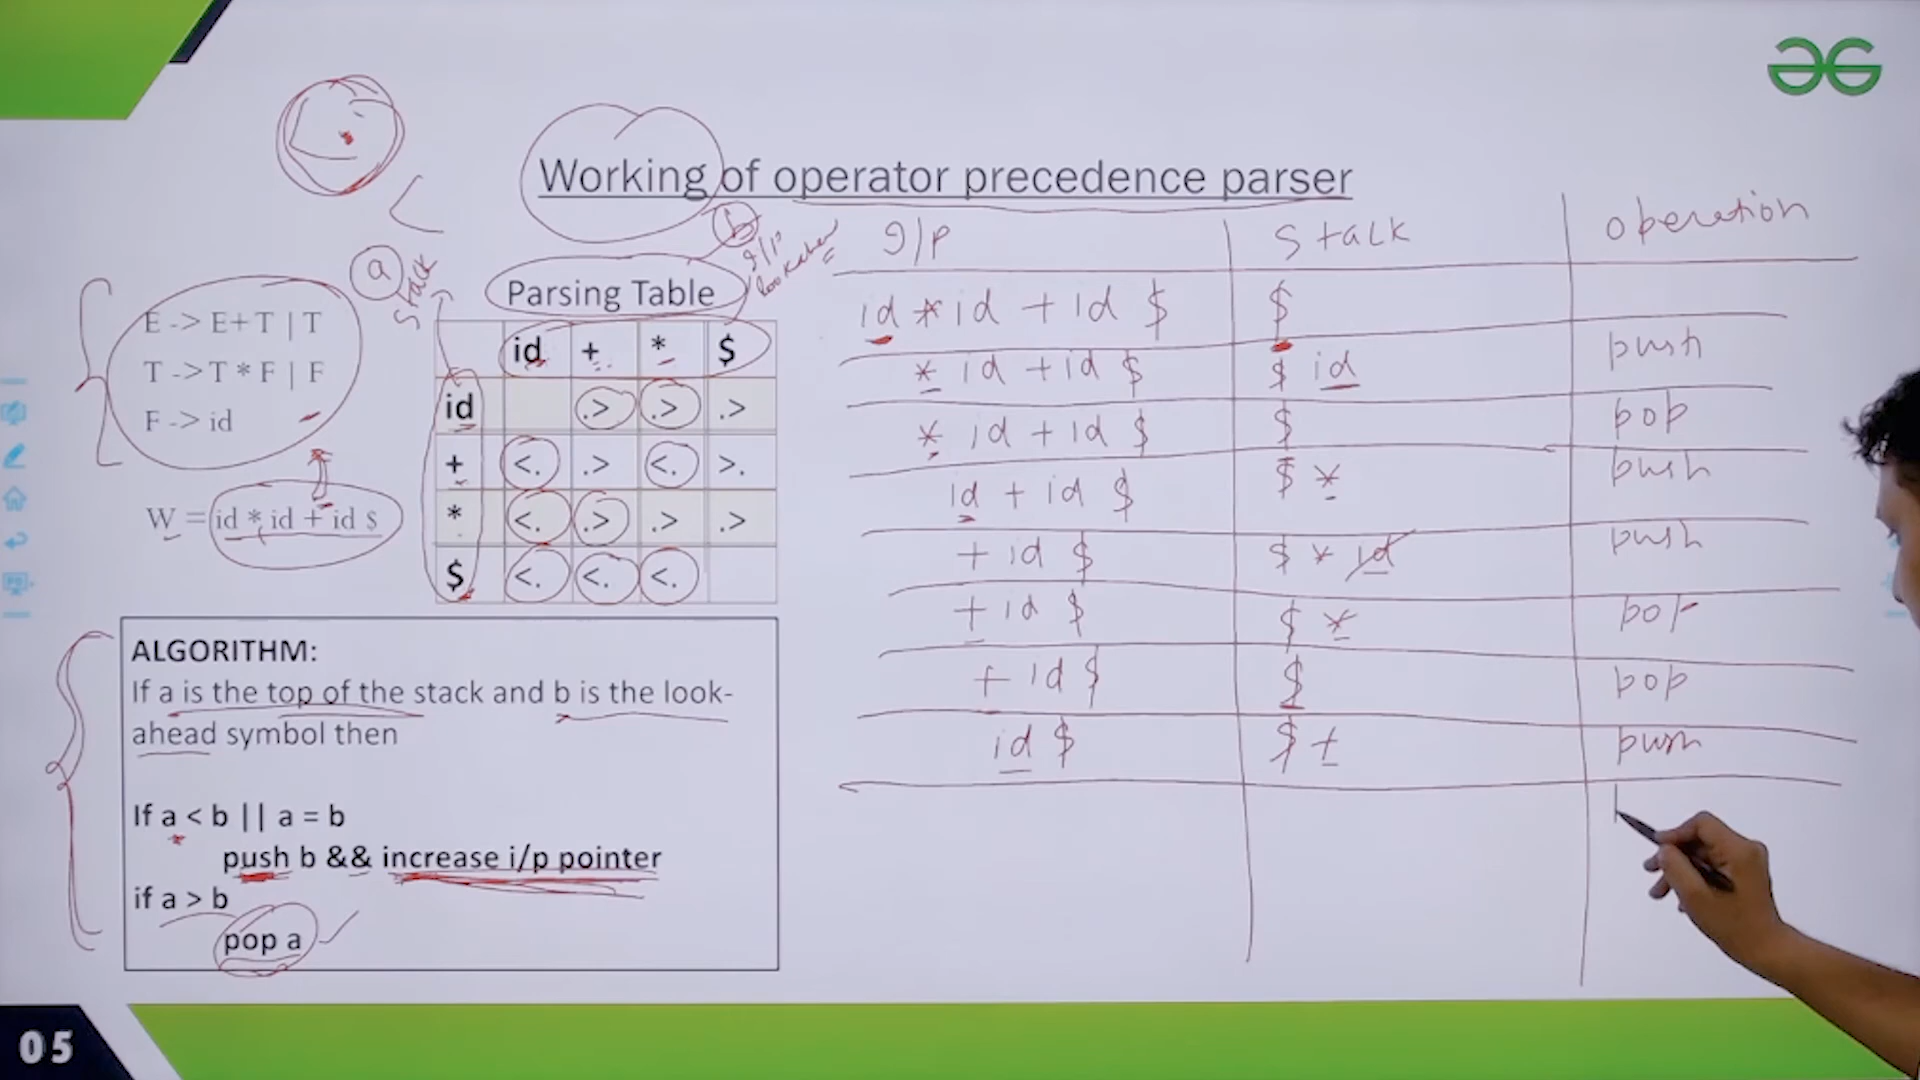 Working of operator precedence parser
b
i/p
lookahea
a
stack
Parsing Table
id + * $
id .> .> .>
+ <. .> <. >.
* <. .> .> .>
$ <. <. <.
E -> E+ T | T
T ->T * F | F
F -> id
W = id * id + id $
ALGORITHM:
If a is the top of the stack and b is the look-
ahead symbol then
If a < b || a = b
push b && increase i/p pointer
if a > b
pop a
I/P Stack operation
id * id + id $ $
* id + id $ $ id push
* id + id $ $ pop
id + id $ $ * push
+ id $ $ * id push
+ id $ $ * pop
+ id $ $ pop
id $ $ + push
05